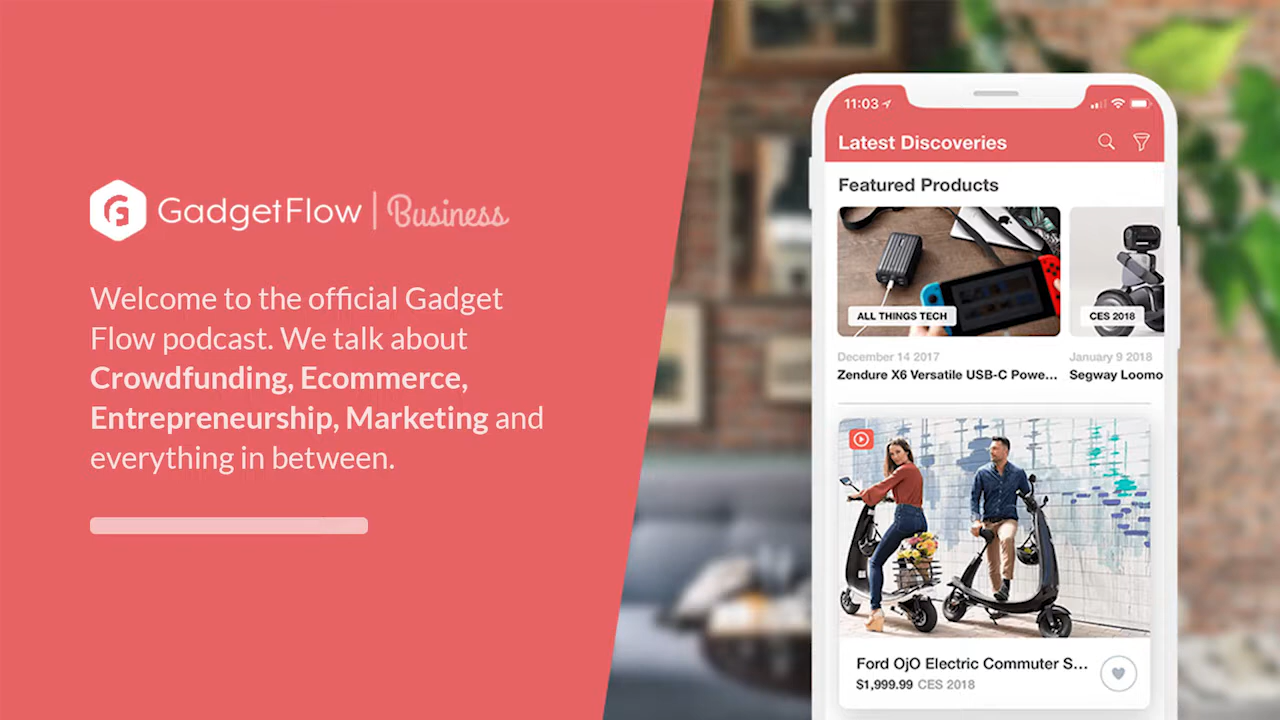 GadgetFlow | Business
Welcome to the official Gadget
Flow podcast. We talk about
Crowdfunding, Ecommerce,
Entrepreneurship, Marketing and
everything in between.
11:03
Latest Discoveries
Featured Products
ALL THINGS TECH
CES 2018
December 14 2017
January 9 2018
Zendure X6 Versatile USB-C Powe...
Segway Loomo
Ford OjO Electric Commuter S...
$1,999.99 CES 2018